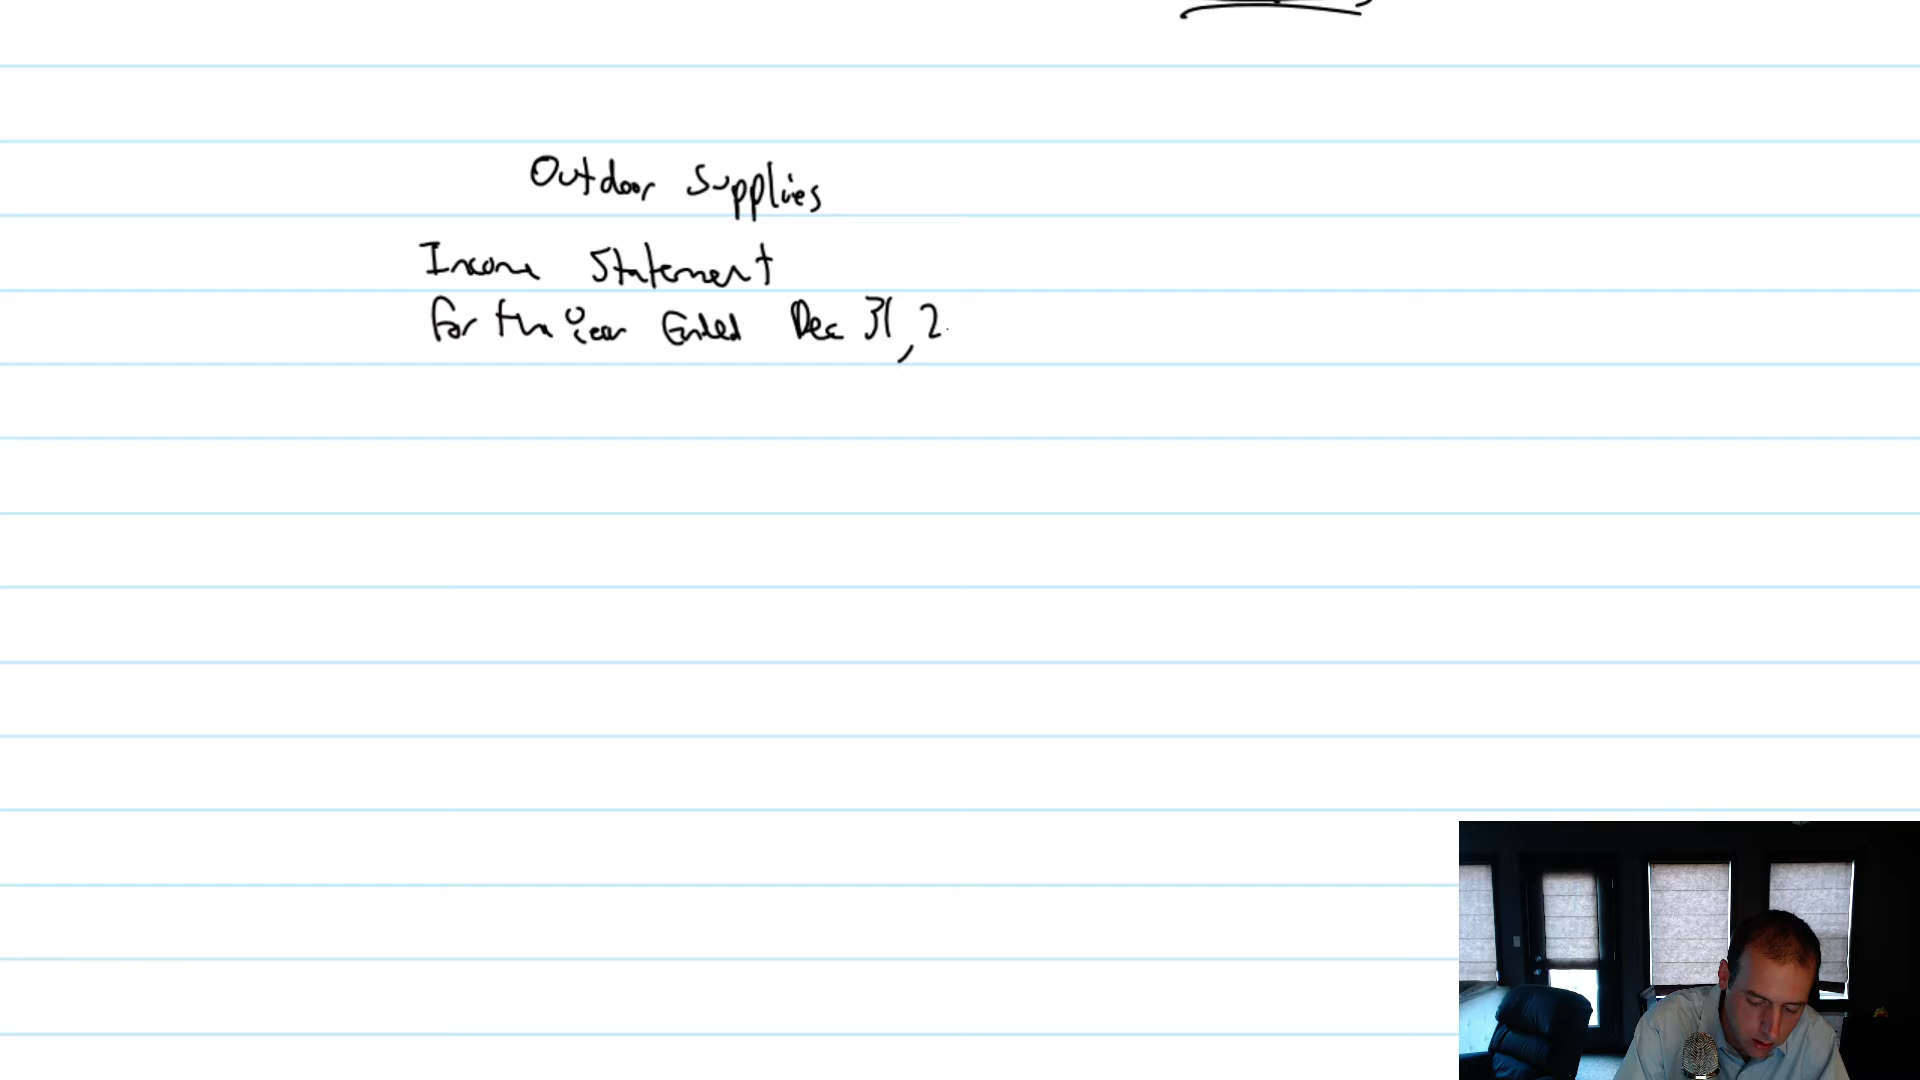 Outdoor Supplies
Income Statement
For the Year Ended Dec 31, 2